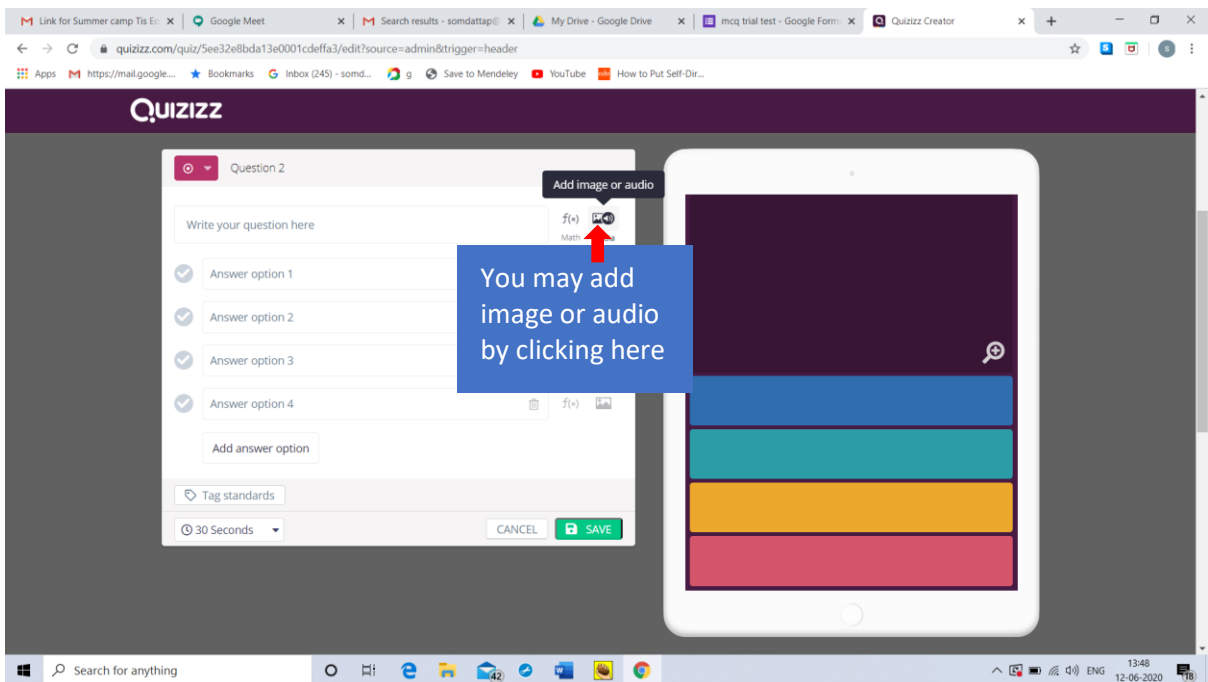 Link for Summer camp Tis Eo
Google Meet
Search results - somdattap@
My Drive - Google Drive
mcq trial test - Google Form
Quizizz Creator
quizizz.com/quiz/5ee32e8bda13e0001cdeffa3/edit?source=admin&trigger=header
Apps
https://mail.google....
Bookmarks
Inbox (245) - somd...
g
Save to Mendeley
YouTube
How to Put Self-Dir...
QUIZIZZ
Question 2
Add image or audio
Write your question here
f(x)
Math
Answer option 1
Answer option 2
Answer option 3
Answer option 4
f(x)
You may add
image or audio
by clicking here
Add answer option
Tag standards
30 Seconds
CANCEL
SAVE
Search for anything
42
ENG
13:48
12-06-2020
18